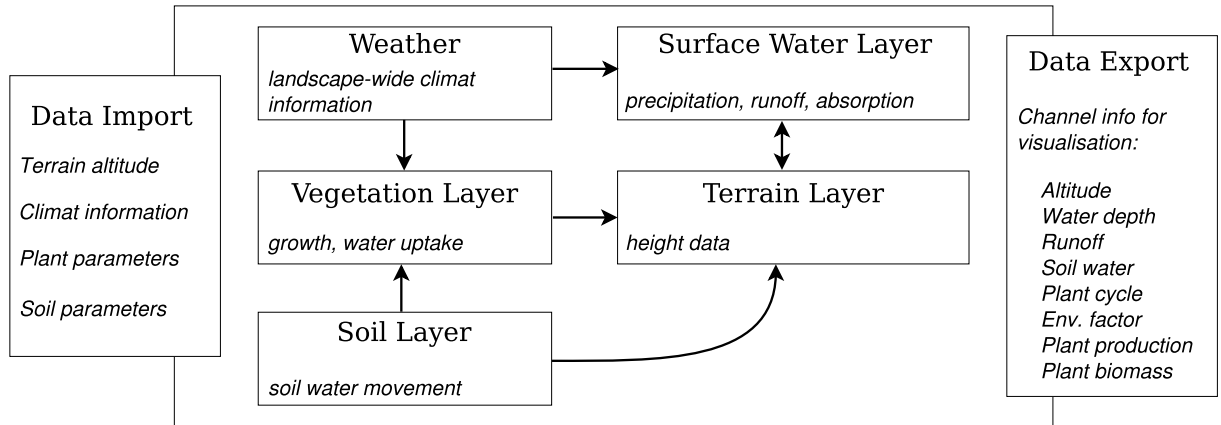 Data Import
Terrain altitude
Climat information
Plant parameters
Soil parameters
Weather
landscape-wide climat
information
Surface Water Layer
precipitation, runoff, absorption
Vegetation Layer
growth, water uptake
Terrain Layer
height data
Soil Layer
soil water movement
Data Export
Channel info for
visualisation:
Altitude
Water depth
Runoff
Soil water
Plant cycle
Env. factor
Plant production
Plant biomass